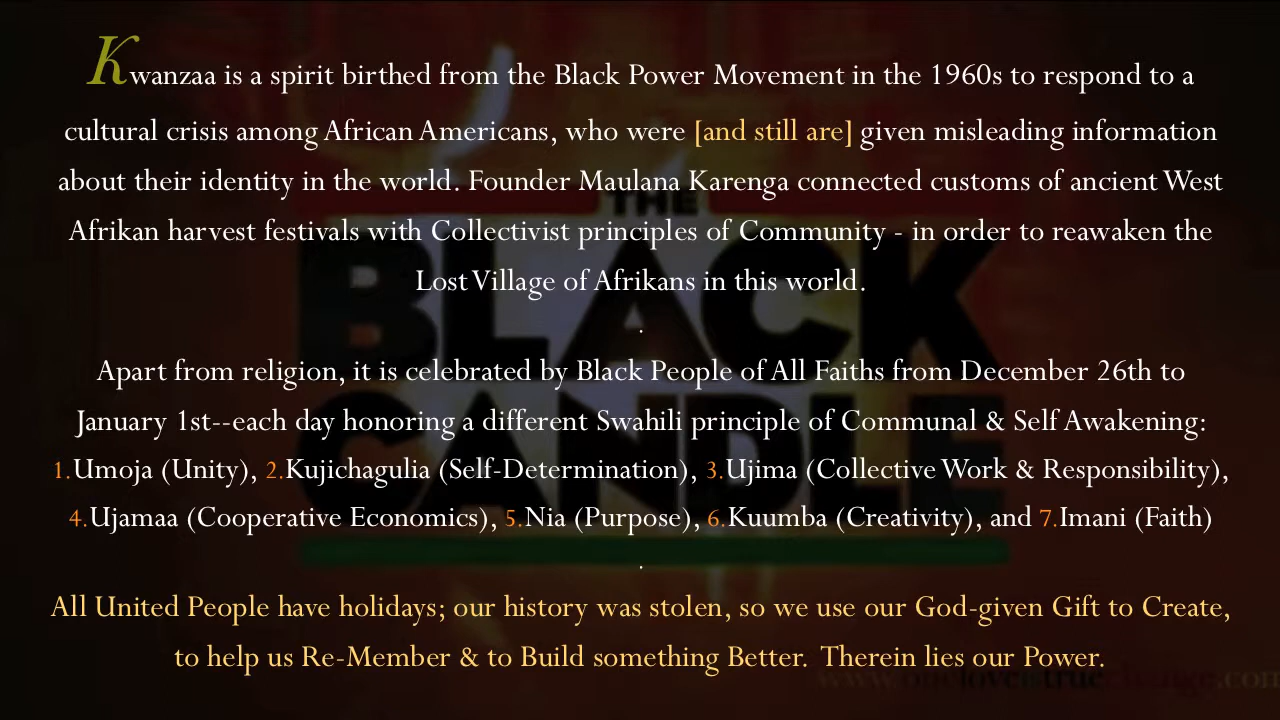 Kwanzaa is a spirit birthed from the Black Power Movement in the 1960s to respond to a
cultural crisis among African Americans, who were [and still are] given misleading information
about their identity in the world. Founder Maulana Karenga connected customs of ancient West
Afrikan harvest festivals with Collectivist principles of Community - in order to reawaken the
Lost Village of Afrikans in this world.
.
Apart from religion, it is celebrated by Black People of All Faiths from December 26th to
January 1st--each day honoring a different Swahili principle of Communal & Self Awakening:
1.Umoja (Unity), 2.Kujichagulia (Self-Determination), 3.Ujima (Collective Work & Responsibility),
4.Ujamaa (Cooperative Economics), 5.Nia (Purpose), 6.Kuumba (Creativity), and 7.Imani (Faith)
.
All United People have holidays; our history was stolen, so we use our God-given Gift to Create,
to help us Re-Member & to Build something Better. Therein lies our Power.
THE
BLACK
CANDLE